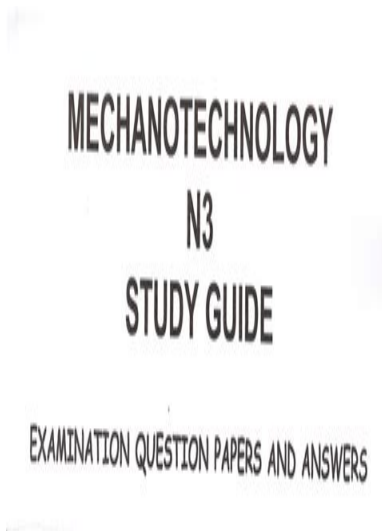 MECHANOTECHNOLOGY
N3
STUDY GUIDE
EXAMINATION QUESTION PAPERS AND ANSWERS